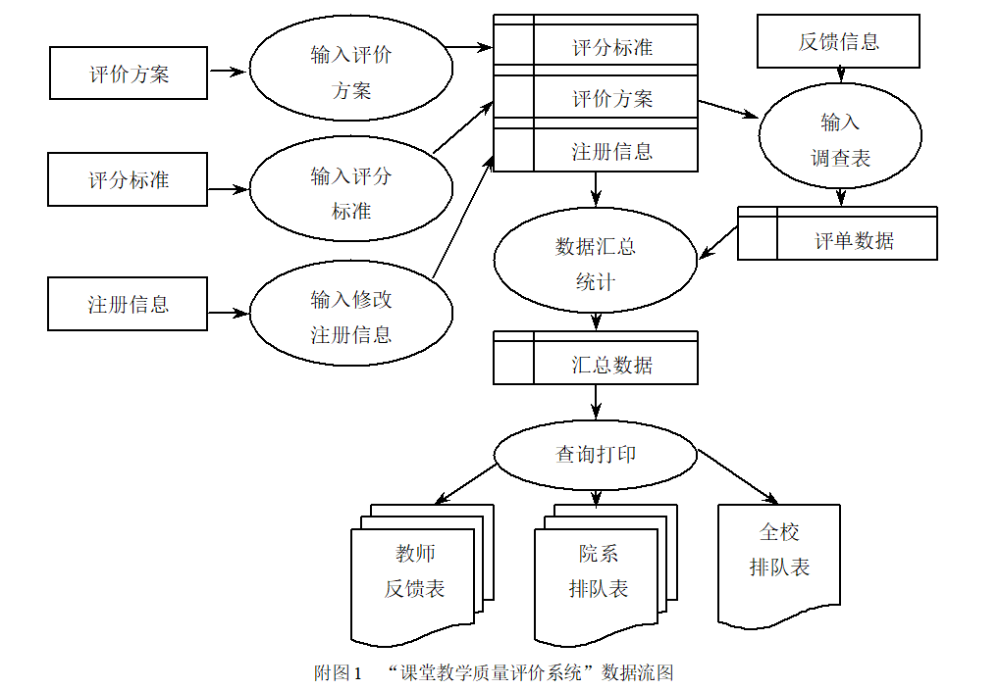 评价方案
输入评价
方案
评分标准
评价方案
注册信息
反馈信息
输入
调查表
评分标准
输入评分
标准
评单数据
数据汇总
统计
注册信息
输入修改
注册信息
汇总数据
查询打印
教师
反馈表
院系
排队表
全校
排队表
附图1 “课堂教学质量评价系统”数据流图